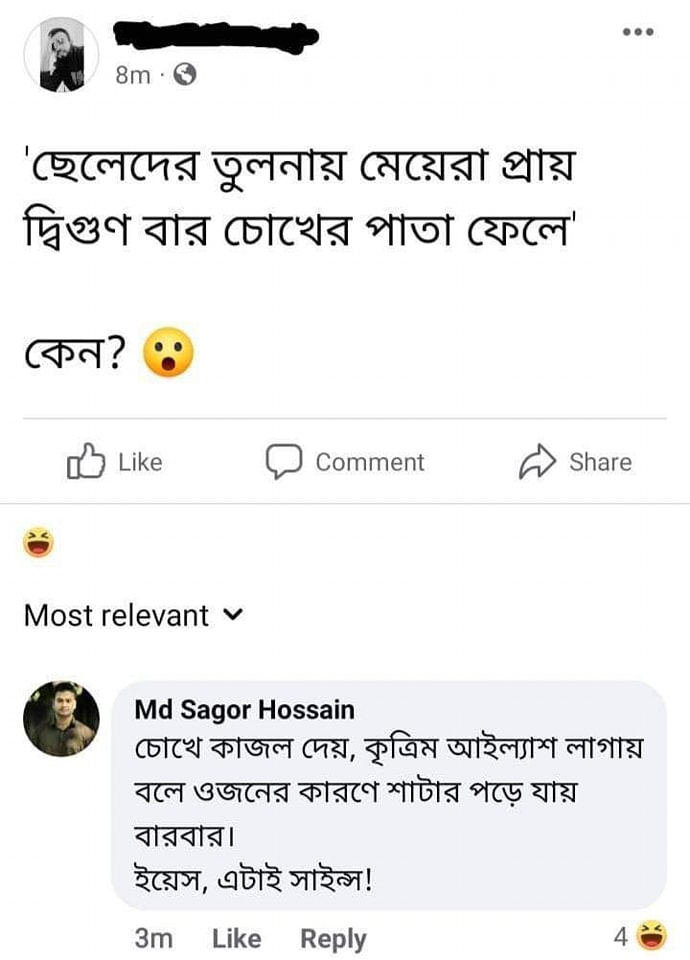 8m ·
'ছেলেদের তুলনায় মেয়েরা প্রায়
দ্বিগুণ বার চোখের পাতা ফেলে'
কেন? 😮
Like Comment Share
Most relevant
Md Sagor Hossain
চোখে কাজল দেয়, কৃত্রিম আইল্যাশ লাগায়
বলে ওজনের কারণে শাটার পড়ে যায়
বারবার।
ইয়েস, এটাই সাইন্স!
3m Like Reply 4